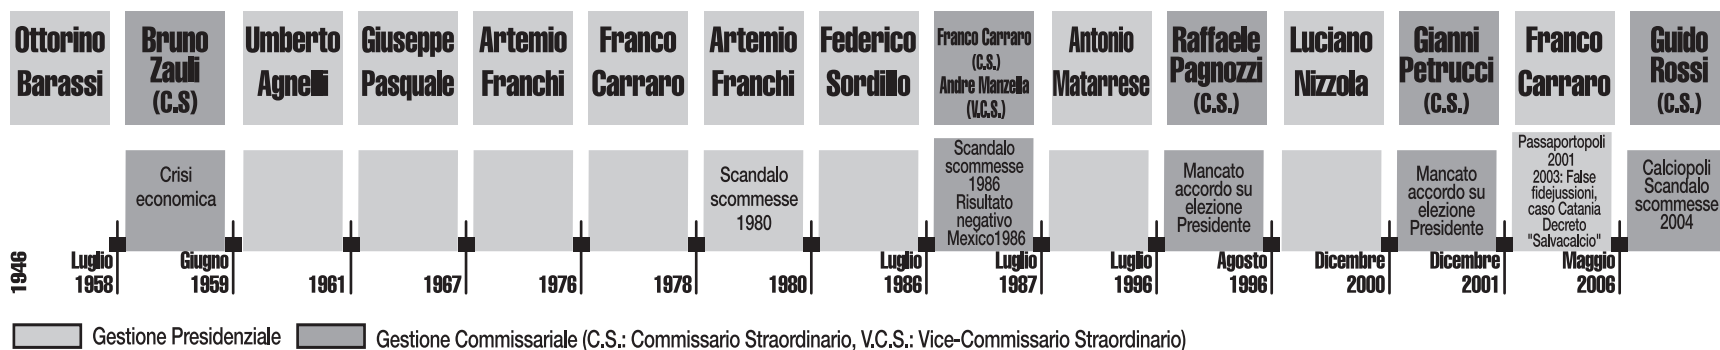 Ottorino
Barassi
Bruno
Zauli
(C.S)
Umberto
Agnelli
Giuseppe
Pasquale
Artemio
Franchi
Franco
Carraro
Artemio
Franchi
Federico
Sordillo
Franco Carraro
(C.S.)
Andre Manzella
(V.C.S.)
Antonio
Matarrese
Raffaele
Pagnozzi
(C.S.)
Luciano
Nizzola
Gianni
Petrucci
(C.S.)
Franco
Carraro
Guido
Rossi
(C.S.)
Crisi
economica
Scandalo
scommesse
1980
Scandalo
scommesse
1986
Risultato
negativo
Mexico1986
Mancato
accordo su
elezione
Presidente
Mancato
accordo su
elezione
Presidente
Passaportopoli
2001
2003: False
fidejussioni,
caso Catania
Decreto
"Salvacalcio"
Calciopoli
Scandalo
scommesse
2004
1946
Luglio
1958
Giugno
1959
1961
1967
1976
1978
1980
Luglio
1986
Luglio
1987
Luglio
1996
Agosto
1996
Dicembre
2000
Dicembre
2001
Maggio
2006
Gestione Presidenziale
Gestione Commissariale (C.S.: Commissario Straordinario, V.C.S.: Vice-Commissario Straordinario)